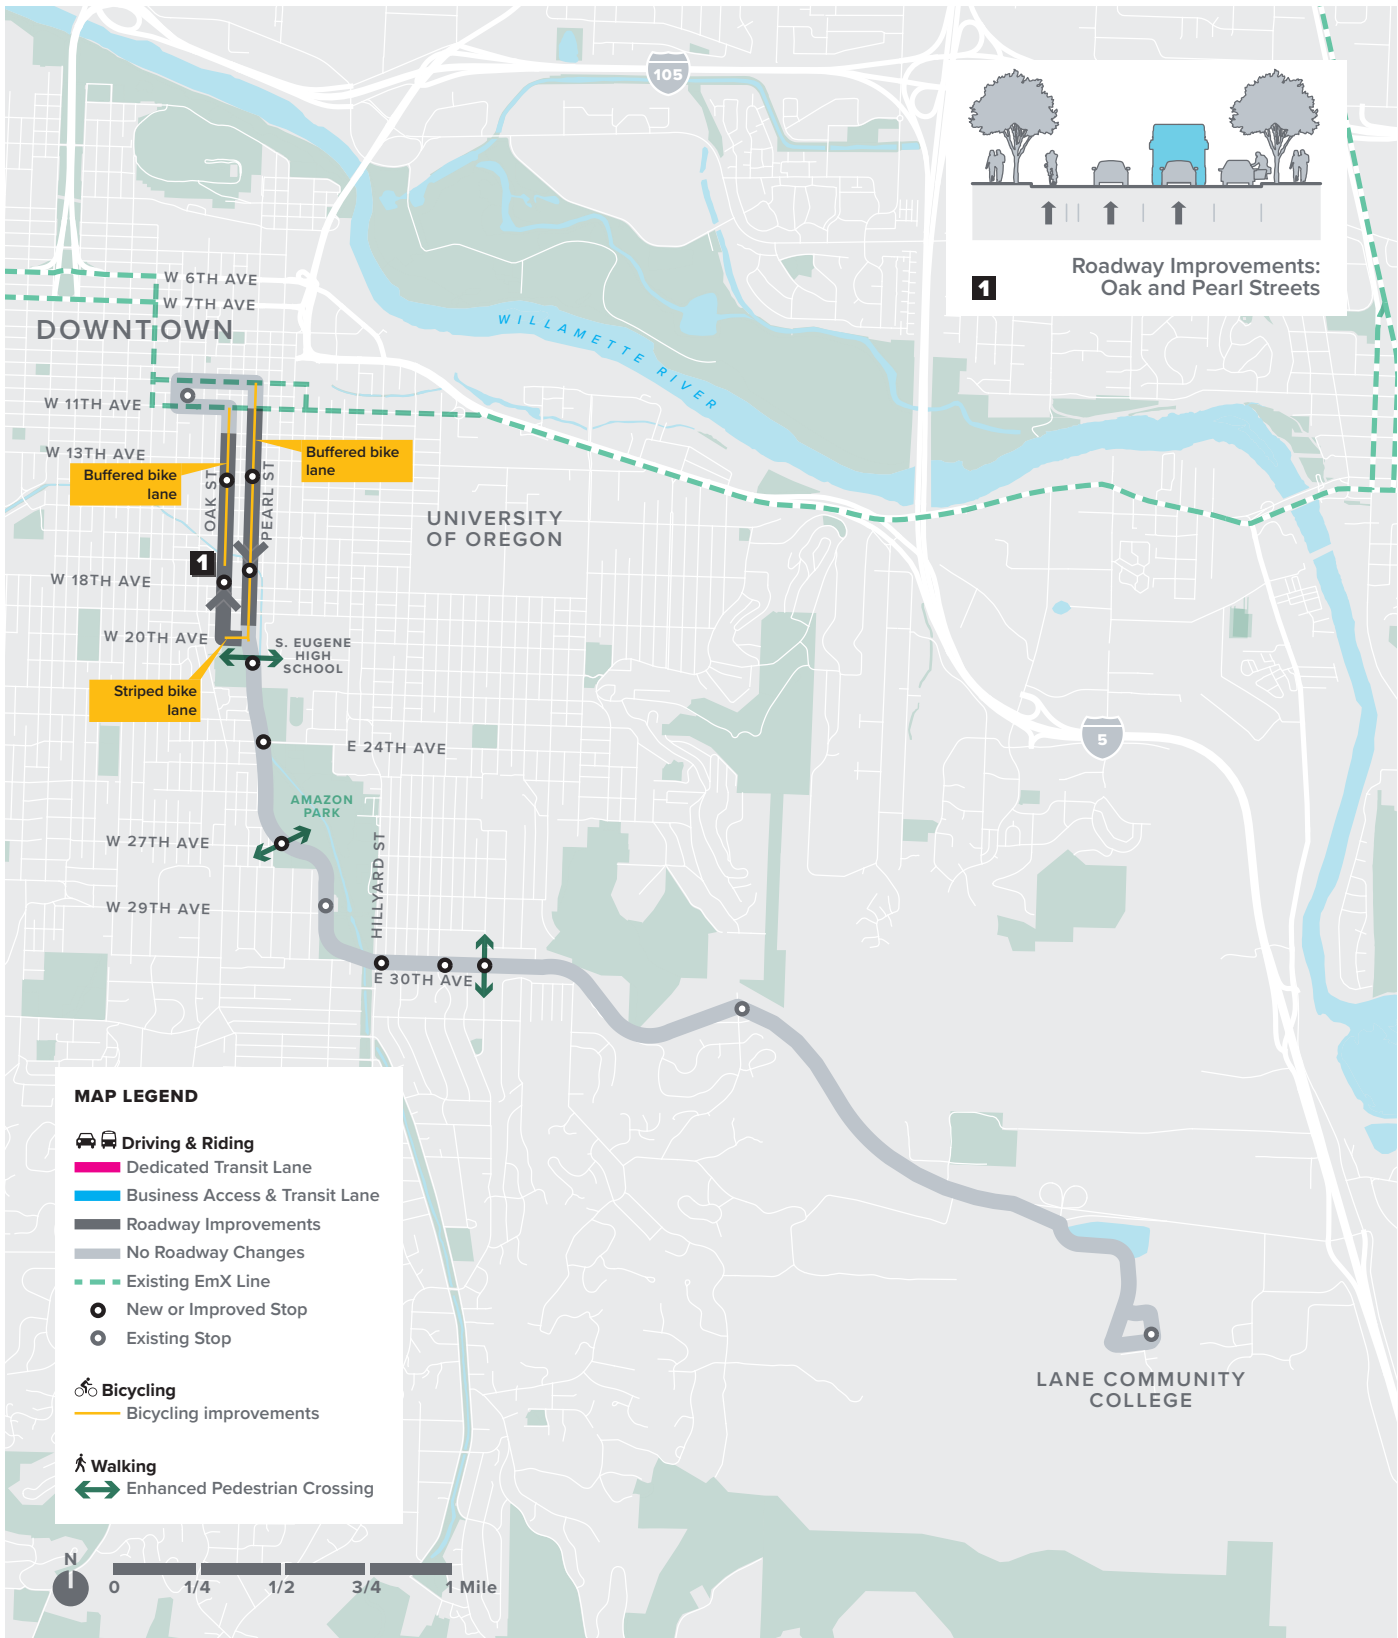 105
1
Roadway Improvements:
Oak and Pearl Streets
W 6TH AVE
W 7TH AVE
DOWNTOWN
WILLAMETTE RIVER
W 11TH AVE
W 13TH AVE
Buffered bike
lane
Buffered bike
lane
OAK ST
PEARL ST
UNIVERSITY
OF OREGON
1
W 18TH AVE
W 20TH AVE
S. EUGENE
HIGH
SCHOOL
Striped bike
lane
E 24TH AVE
5
AMAZON
PARK
W 27TH AVE
HILLYARD ST
W 29TH AVE
E 30TH AVE
LANE COMMUNITY
COLLEGE
MAP LEGEND
Driving & Riding
Dedicated Transit Lane
Business Access & Transit Lane
Roadway Improvements
No Roadway Changes
Existing EmX Line
New or Improved Stop
Existing Stop
Bicycling
Bicycling improvements
Walking
Enhanced Pedestrian Crossing
N
0 1/4 1/2 3/4 1 Mile